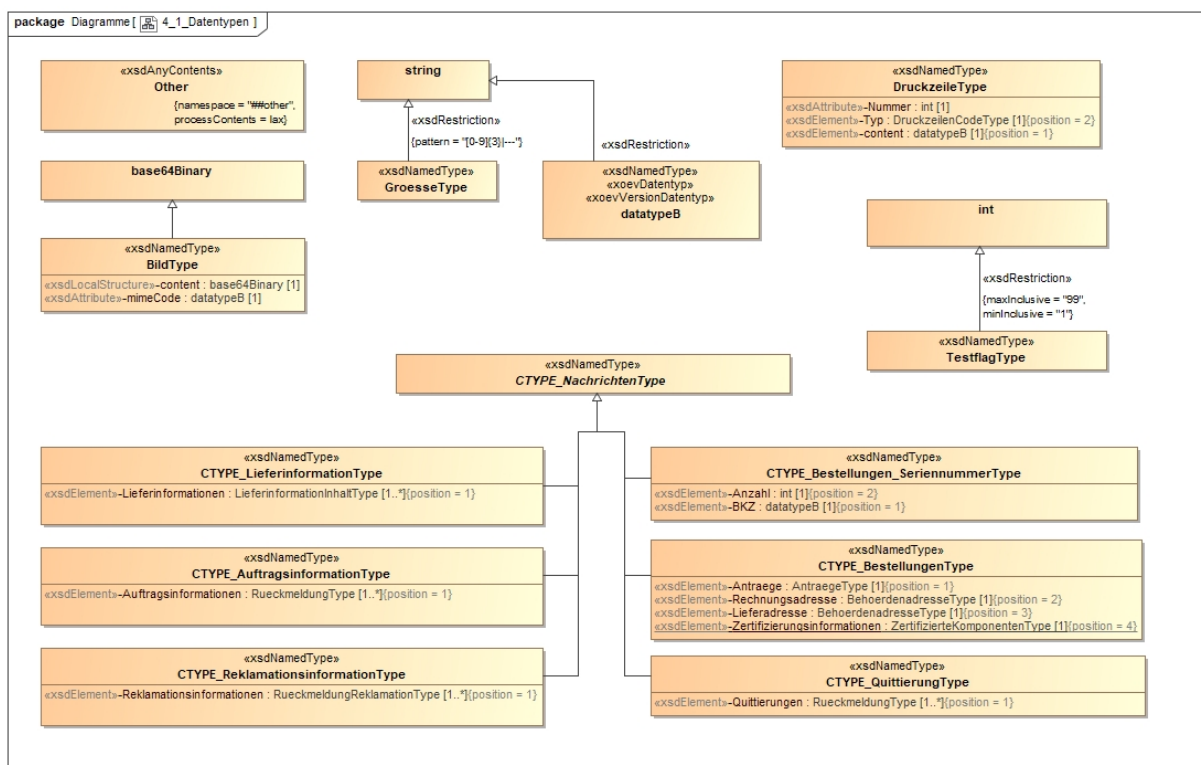 package Diagramme [ 4_1_Datentypen ]
«xsdAnyContents»
Other
{namespace = "##other",
processContents = lax}
string
«xsdRestriction»
{pattern = "[0-9]{3}|---"}
«xsdNamedType»
GroesseType
«xsdRestriction»
«xsdNamedType»
«xoevDatentyp»
«xoevVersionDatentyp»
datatypeB
«xsdNamedType»
DruckzeileType
«xsdAttribute»-Nummer : int [1]
«xsdElement»-Typ : DruckzeilenCodeType [1]{position = 2}
«xsdElement»-content : datatypeB [1]{position = 1}
base64Binary
«xsdNamedType»
BildType
«xsdLocalStructure»-content : base64Binary [1]
«xsdAttribute»-mimeCode : datatypeB [1]
int
«xsdRestriction»
{maxInclusive = "99",
minInclusive = "1"}
«xsdNamedType»
TestflagType
«xsdNamedType»
CTYPE_NachrichtenType
«xsdNamedType»
CTYPE_LieferinformationType
«xsdElement»-Lieferinformationen : LieferinformationInhaltType [1..*]{position = 1}
«xsdNamedType»
CTYPE_AuftragsinformationType
«xsdElement»-Auftragsinformationen : RueckmeldungType [1..*]{position = 1}
«xsdNamedType»
CTYPE_ReklamationsinformationType
«xsdElement»-Reklamationsinformationen : RueckmeldungReklamationType [1..*]{position = 1}
«xsdNamedType»
CTYPE_Bestellungen_SeriennummerType
«xsdElement»-Anzahl : int [1]{position = 2}
«xsdElement»-BKZ : datatypeB [1]{position = 1}
«xsdNamedType»
CTYPE_BestellungenType
«xsdElement»-Antraege : AntraegeType [1]{position = 1}
«xsdElement»-Rechnungsadresse : BehoerdenadresseType [1]{position = 2}
«xsdElement»-Lieferadresse : BehoerdenadresseType [1]{position = 3}
«xsdElement»-Zertifizierungsinformationen : ZertifizierteKomponentenType [1]{position = 4}
«xsdNamedType»
CTYPE_QuittierungType
«xsdElement»-Quittierungen : RueckmeldungType [1..*]{position = 1}